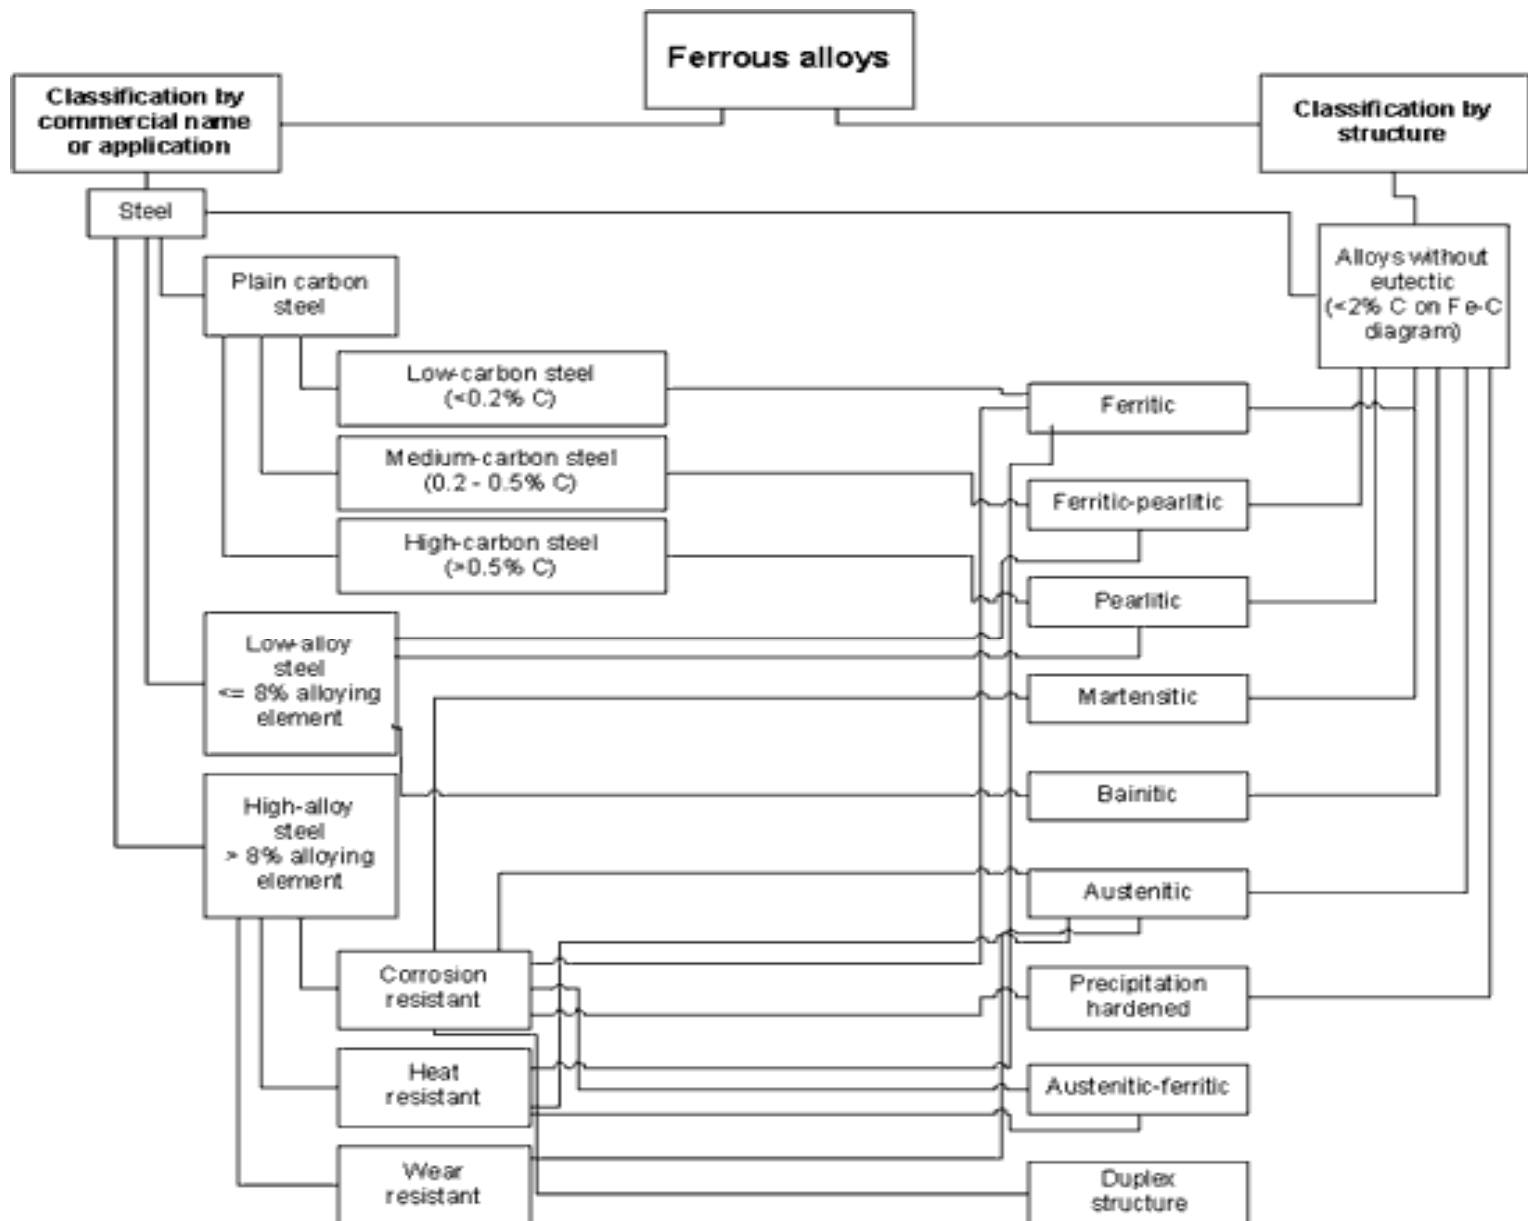 Ferrous alloys
Classification by
commercial name
or application
Classification by
structure
Steel
Alloys without
eutectic
(<2% C on Fe-C
diagram)
Plain carbon
steel
Low-carbon steel
(<0.2% C)
Ferritic
Medium-carbon steel
(0.2 - 0.5% C)
Ferritic-pearlitic
High-carbon steel
(>0.5% C)
Pearlitic
Low-alloy
steel
<= 8% alloying
element
Martensitic
Bainitic
High-alloy
steel
> 8% alloying
element
Austenitic
Corrosion
resistant
Precipitation
hardened
Heat
resistant
Austenitic-ferritic
Wear
resistant
Duplex
structure